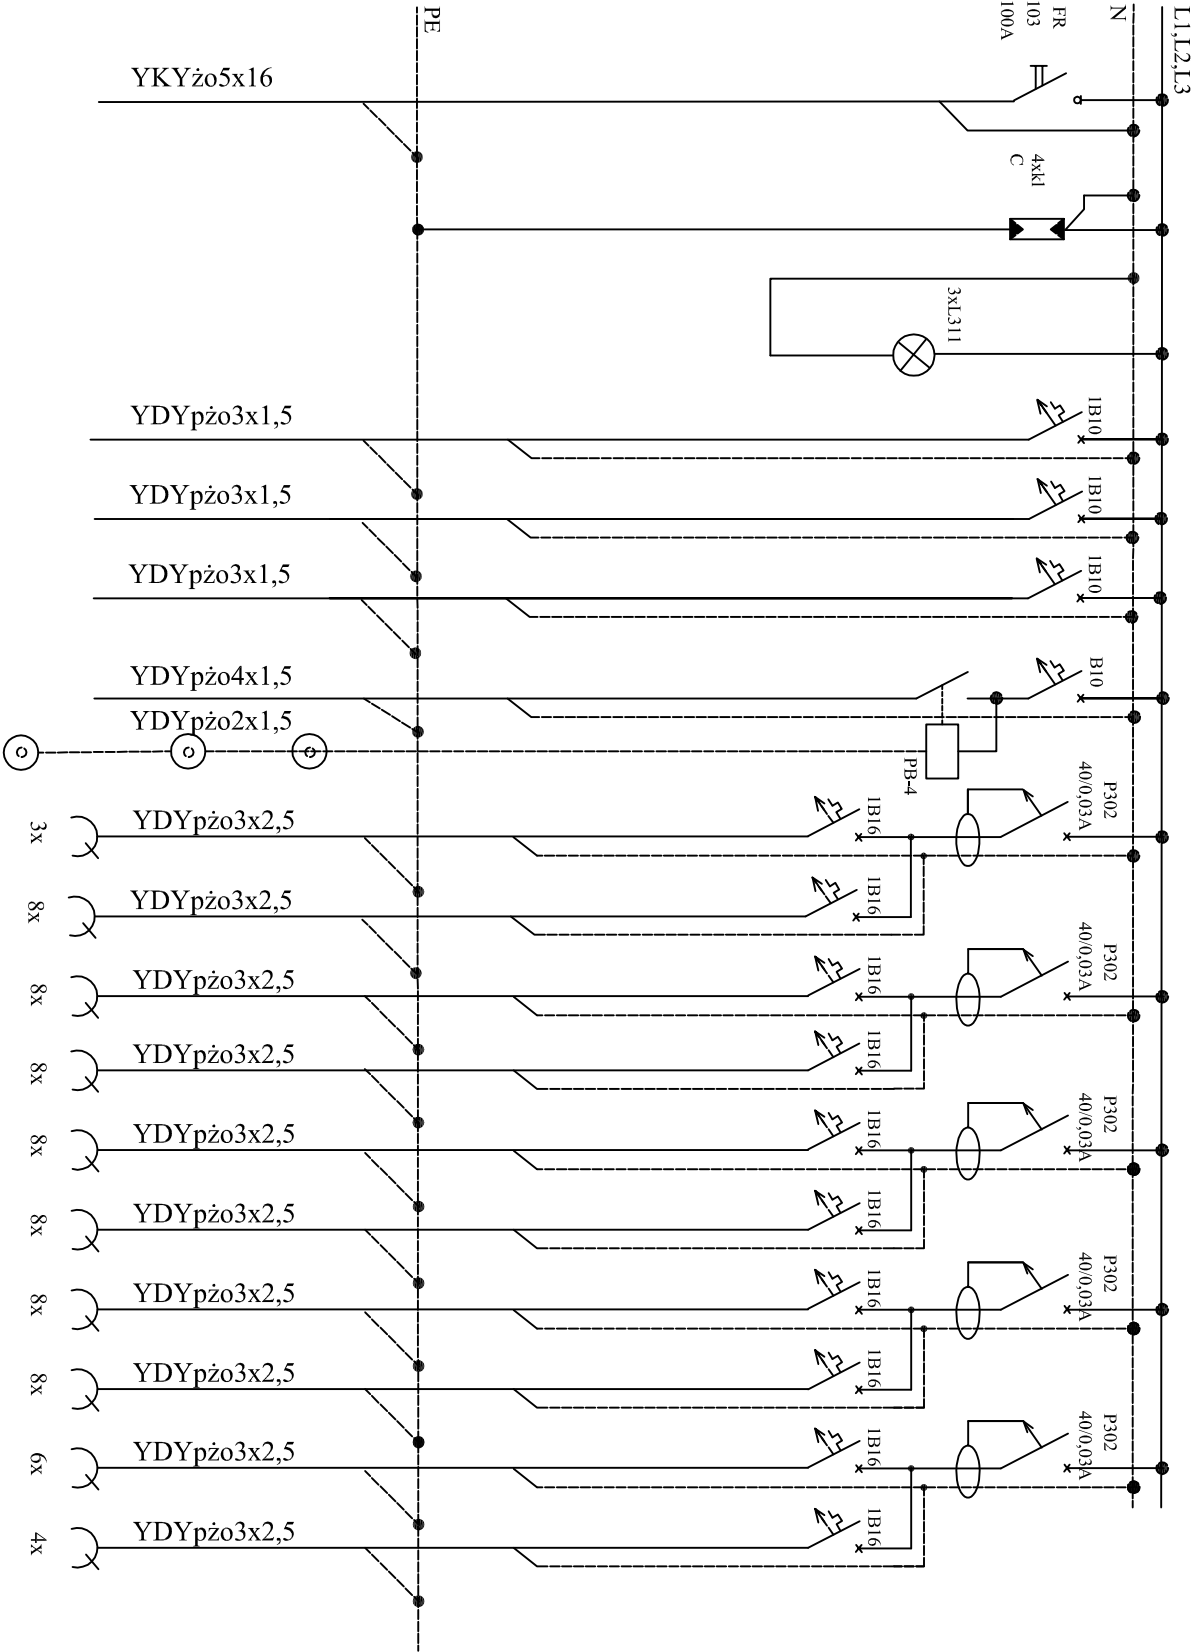 L1,L2,L3
N
PE
FR
103
100A
YKYżo5x16
4xkl
C
3xL311
1B10
YDYpżo3x1,5
1B10
YDYpżo3x1,5
1B10
YDYpżo3x1,5
B10
YDYpżo4x1,5
YDYpżo2x1,5
PB-4
P302
40/0,03A
1B16
YDYpżo3x2,5
3x
1B16
YDYpżo3x2,5
8x
P302
40/0,03A
1B16
YDYpżo3x2,5
8x
1B16
YDYpżo3x2,5
8x
P302
40/0,03A
1B16
YDYpżo3x2,5
8x
1B16
YDYpżo3x2,5
8x
P302
40/0,03A
1B16
YDYpżo3x2,5
8x
1B16
YDYpżo3x2,5
8x
P302
40/0,03A
1B16
YDYpżo3x2,5
6x
1B16
YDYpżo3x2,5
4x